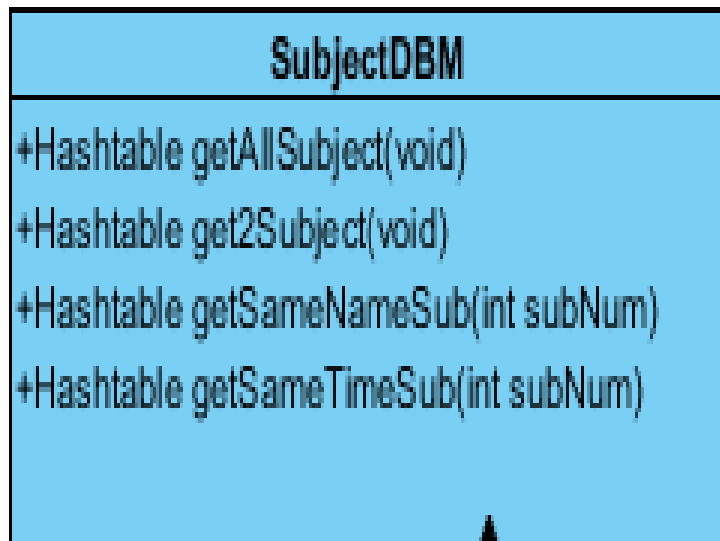 SubjectDBM
+Hashtable getAllSubject(void)
+Hashtable get2Subject(void)
+Hashtable getSameNameSub(int subNum)
+Hashtable getSameTimeSub(int subNum)